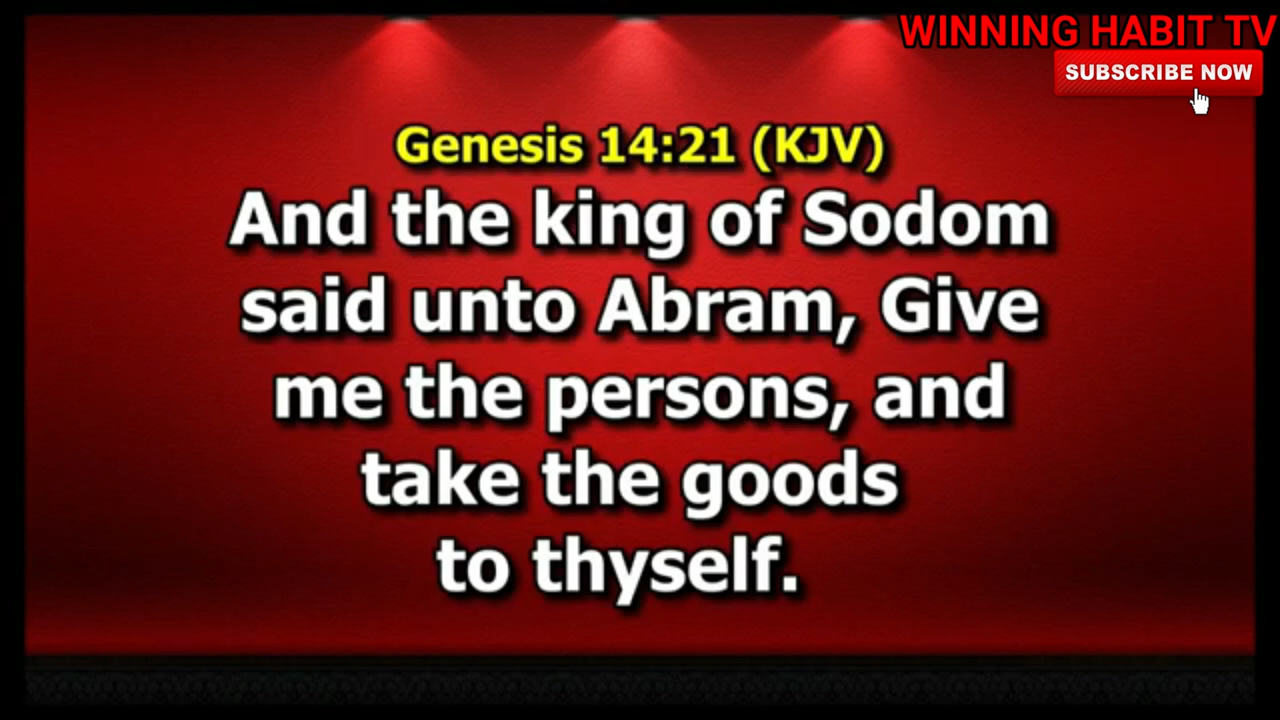 WINNING HABIT TV
SUBSCRIBE NOW
Genesis 14:21 (KJV)
And the king of Sodom
said unto Abram, Give
me the persons, and
take the goods
to thyself.